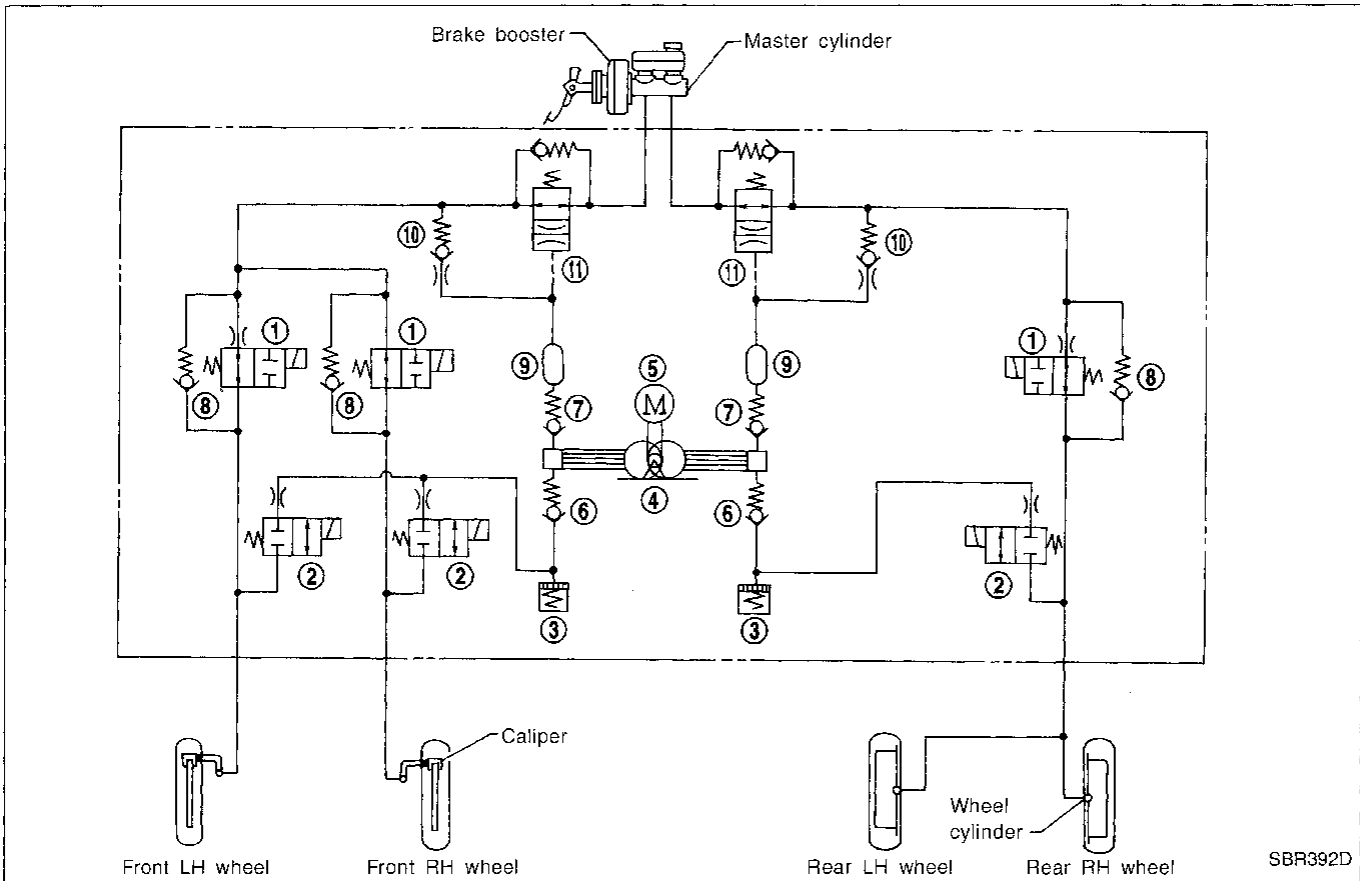 Brake booster
Master cylinder
⑩
⑪
⑪
⑩
①
①
①
⑧
⑧
⑨
⑤
⑨
⑧
M
⑦
⑦
⑥
④
⑥
②
②
②
③
③
Caliper
Wheel
cylinder
Front LH wheel
Front RH wheel
Rear LH wheel
Rear RH wheel
SBR392D